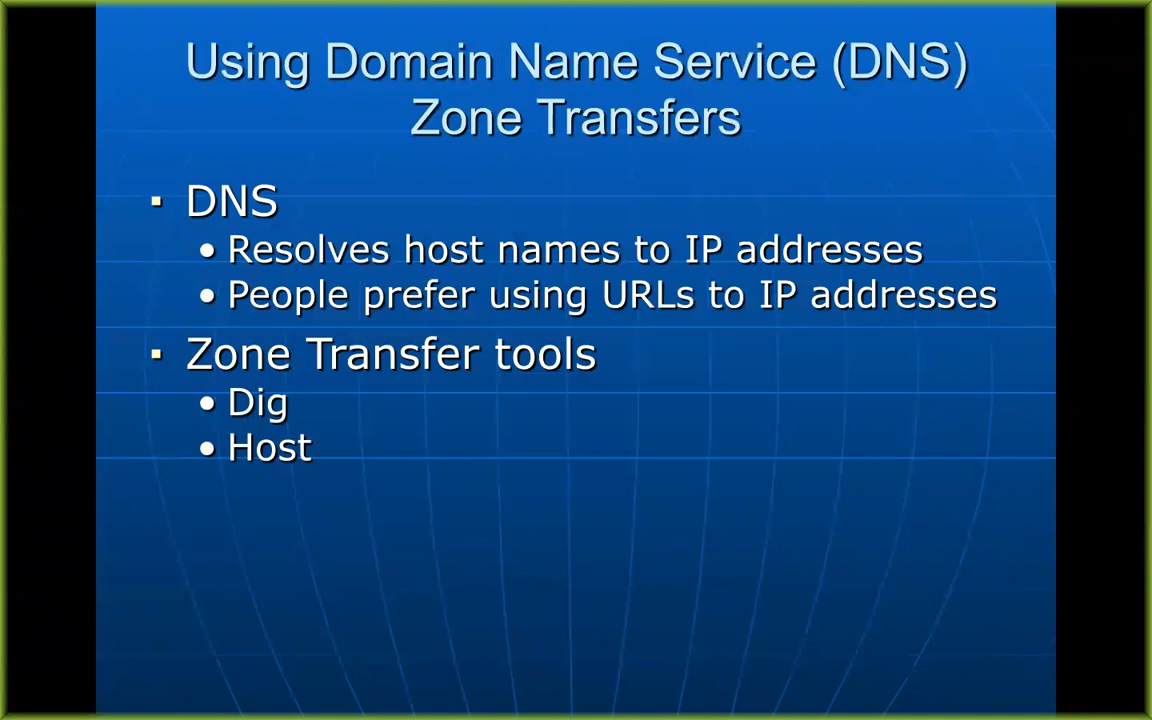 Using Domain Name Service (DNS)
Zone Transfers
▪ DNS
• Resolves host names to IP addresses
• People prefer using URLs to IP addresses
▪ Zone Transfer tools
• Dig
• Host